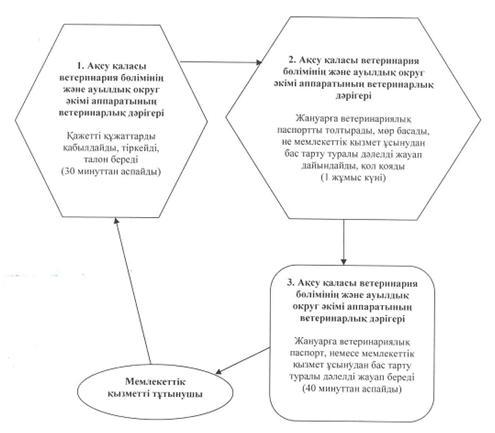 1. Ақсу қаласы
ветеринария бөлімінің
және ауылдық округ
әкімі аппаратының
ветеринарлық дәрігері
Қажетті құжаттарды
қабылдайды, тіркейді,
талон береді
(30 минуттан аспайды)
2. Ақсу қаласы ветеринария
бөлімінің және ауылдық округ
әкімі аппаратының ветеринарлық
дәрігері
Жануарға ветеринариялық
паспортты толтырады, мөр басады,
не мемлекеттік қызмет ұсынудан
бас тарту туралы дәлелді жауап
дайындайды, қол қояды
(1 жұмыс күні)
3. Ақсу қаласы ветеринария
бөлімінің және ауылдық
округ әкімі аппаратының
ветеринарлық дәрігері
Жануарға ветеринариялық
паспорт, немесе мемлекеттік
қызмет ұсынудан бас тарту
туралы дәлелді жауап береді
(40 минуттан аспайды)
Мемлекеттік
қызметті тұтынушы